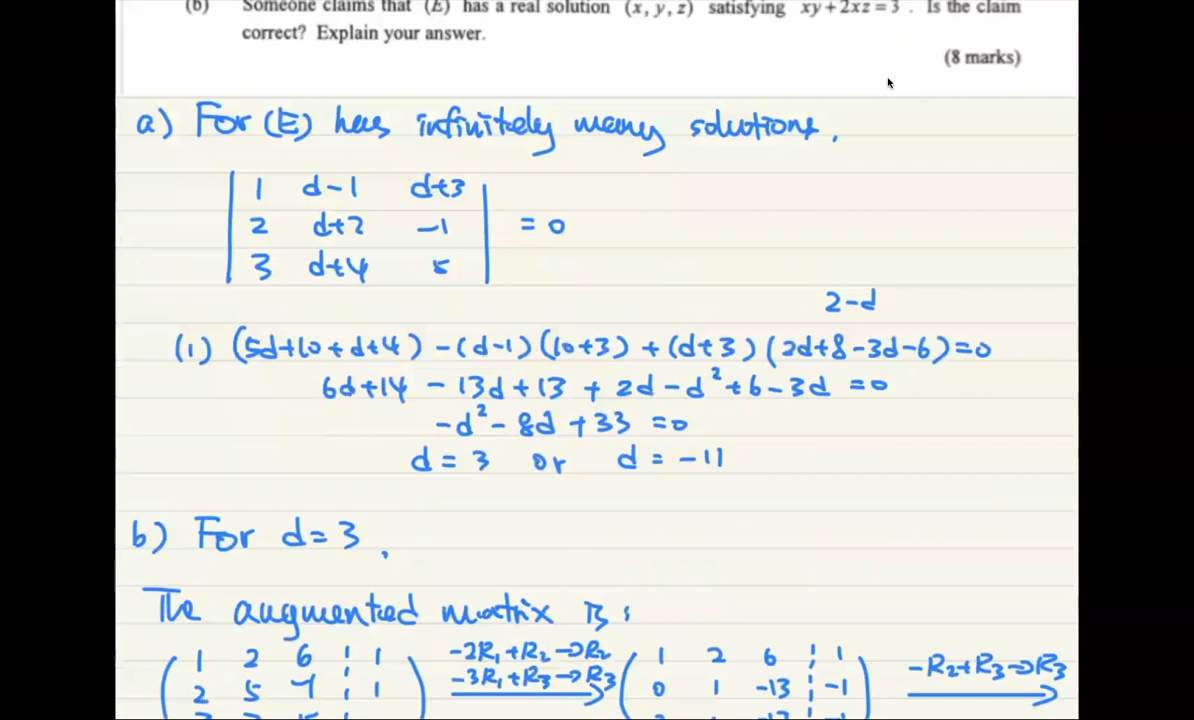 (b) Someone claims that (E) has a real solution (x, y, z) satisfying xy + 2xz = 3 . Is the claim
correct? Explain your answer.
(8 marks)
a) For (E) has infinitely many solutions,
| 1 d-1 d+3 |
| 2 d+2 -1 | = 0
| 3 d+4 5 |
2-d
(1) (5d+10+d+4) - (d-1)(10+3) + (d+3)(2d+8-3d-6)=0
6d+14 - 13d+13 + 2d - d² + 6 - 3d = 0
-d² - 8d + 33 = 0
d = 3 or d = -11
b) For d=3,
The augmented matrix is :
-2R₁+R₂→R₂ -R₂+R₃→R₃
-3R₁+R₃→R₃
( 1 2 6 ¦ 1 ) ( 1 2 6 ¦ 1 )
2 5 -1 ¦ 1 0 1 -13 ¦ -1